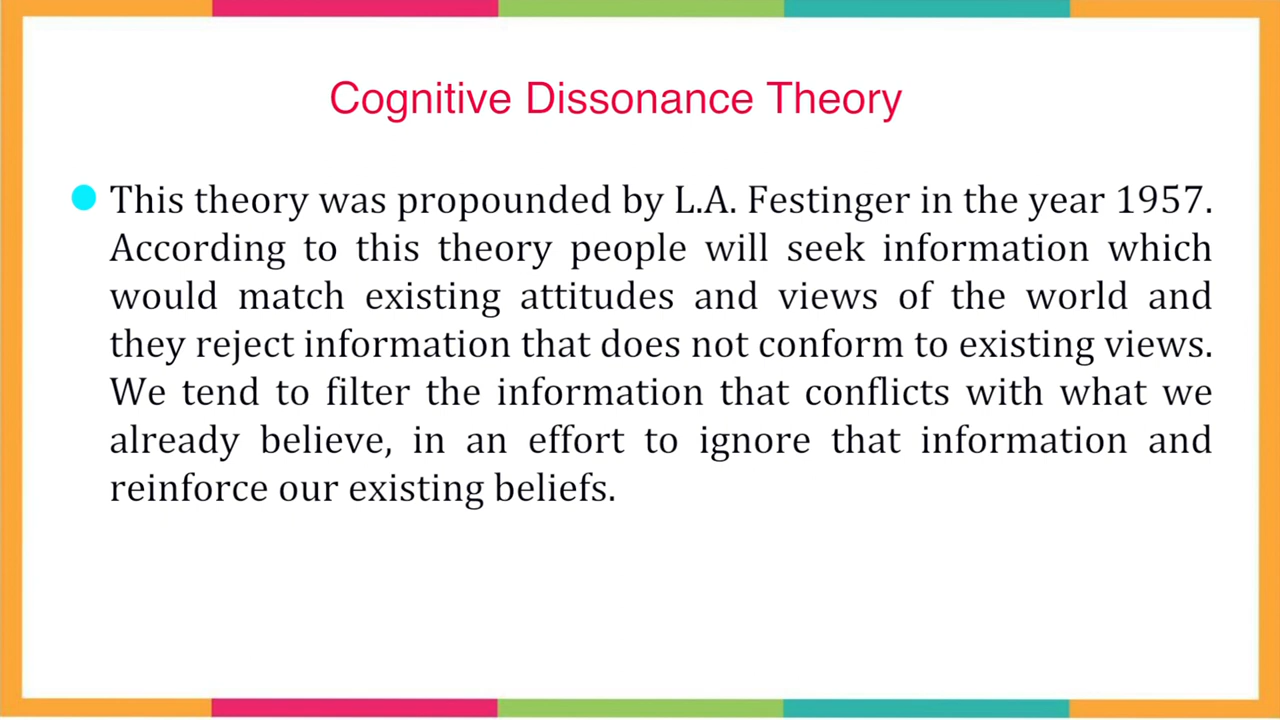 Cognitive Dissonance Theory
This theory was propounded by L.A. Festinger in the year 1957.
According to this theory people will seek information which
would match existing attitudes and views of the world and
they reject information that does not conform to existing views.
We tend to filter the information that conflicts with what we
already believe, in an effort to ignore that information and
reinforce our existing beliefs.